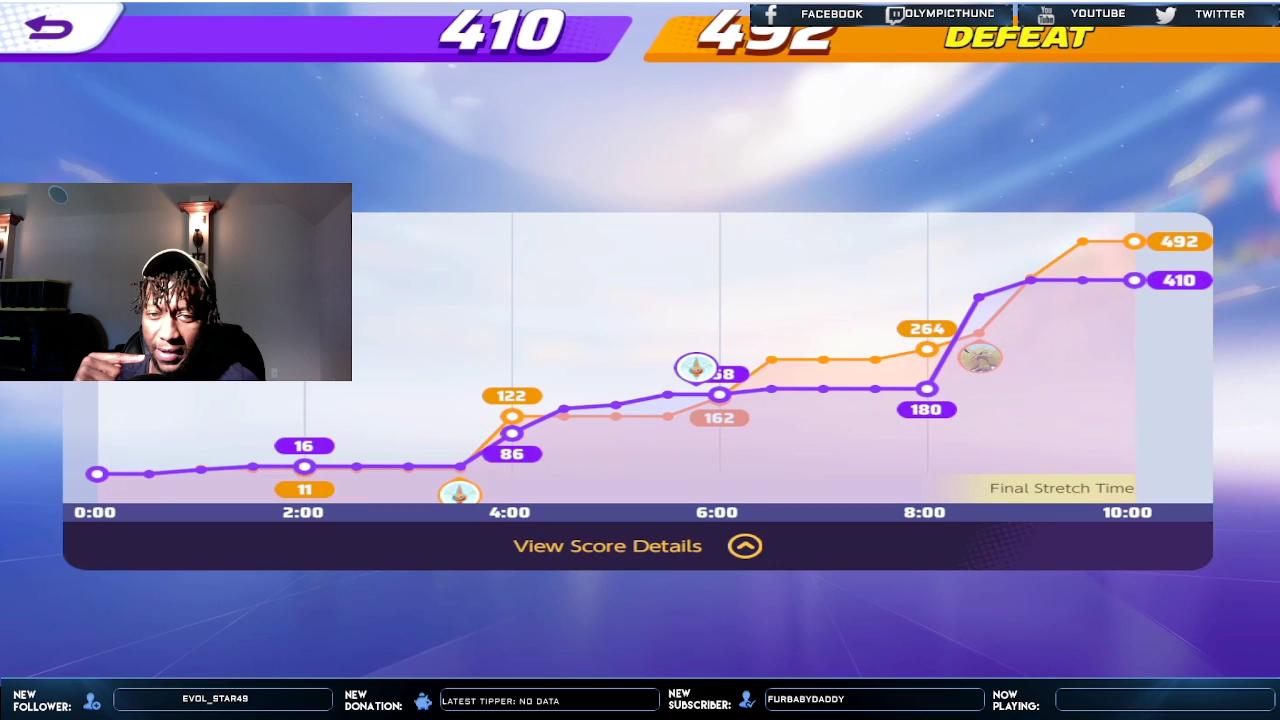 410
492
DEFEAT
FACEBOOK
OLYMPICTHUNC
YOUTUBE
TWITTER
492
410
264
122
162
180
16
86
11
Final Stretch Time
0:00
2:00
4:00
6:00
8:00
10:00
View Score Details
NEW FOLLOWER:
EVOL_STAR49
NEW DONATION:
LATEST TIPPER: NO DATA
NEW SUBSCRIBER:
FURBABYDADDY
NOW PLAYING: